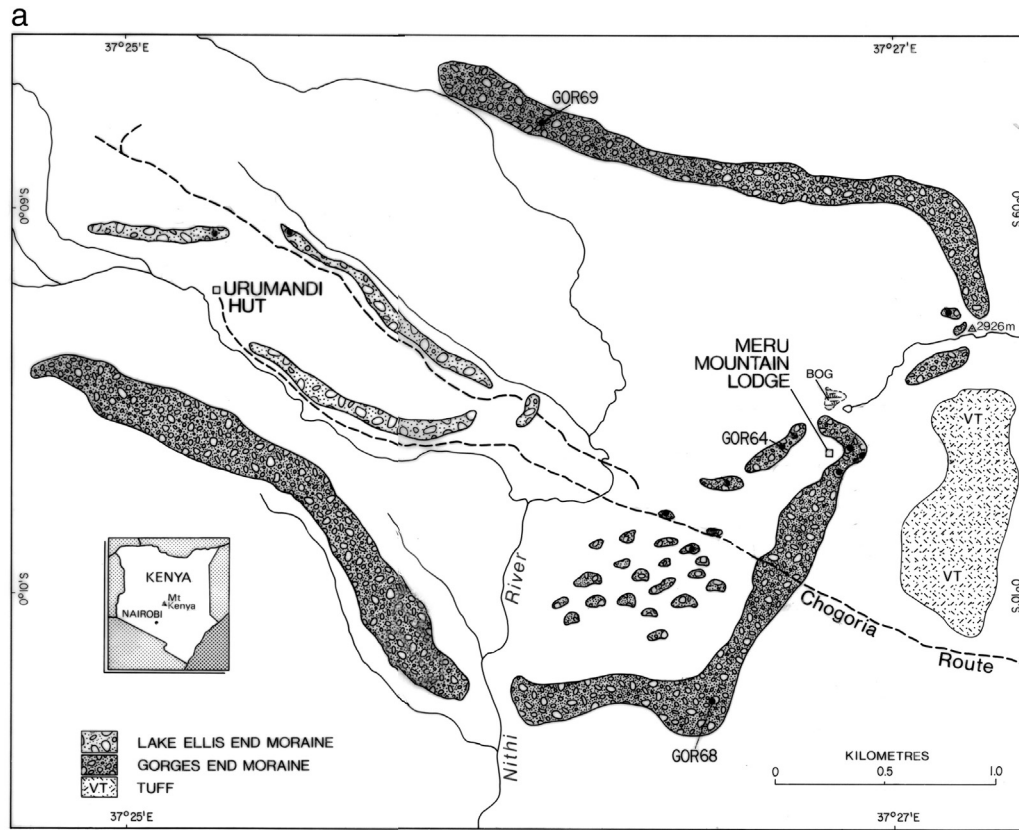 a
37°25'E
37°27'E
GOR69
0°09'S
0°09'S
URUMANDI
HUT
2926m
MERU
MOUNTAIN
LODGE
BOG
GOR64
VT
VT
KENYA
Mt
Kenya
NAIROBI
River
Nithi
0°10'S
0°10'S
Chogoria
Route
GOR68
LAKE ELLIS END MORAINE
GORGES END MORAINE
VT TUFF
KILOMETRES
0 0.5 1.0
37°25'E
37°27'E